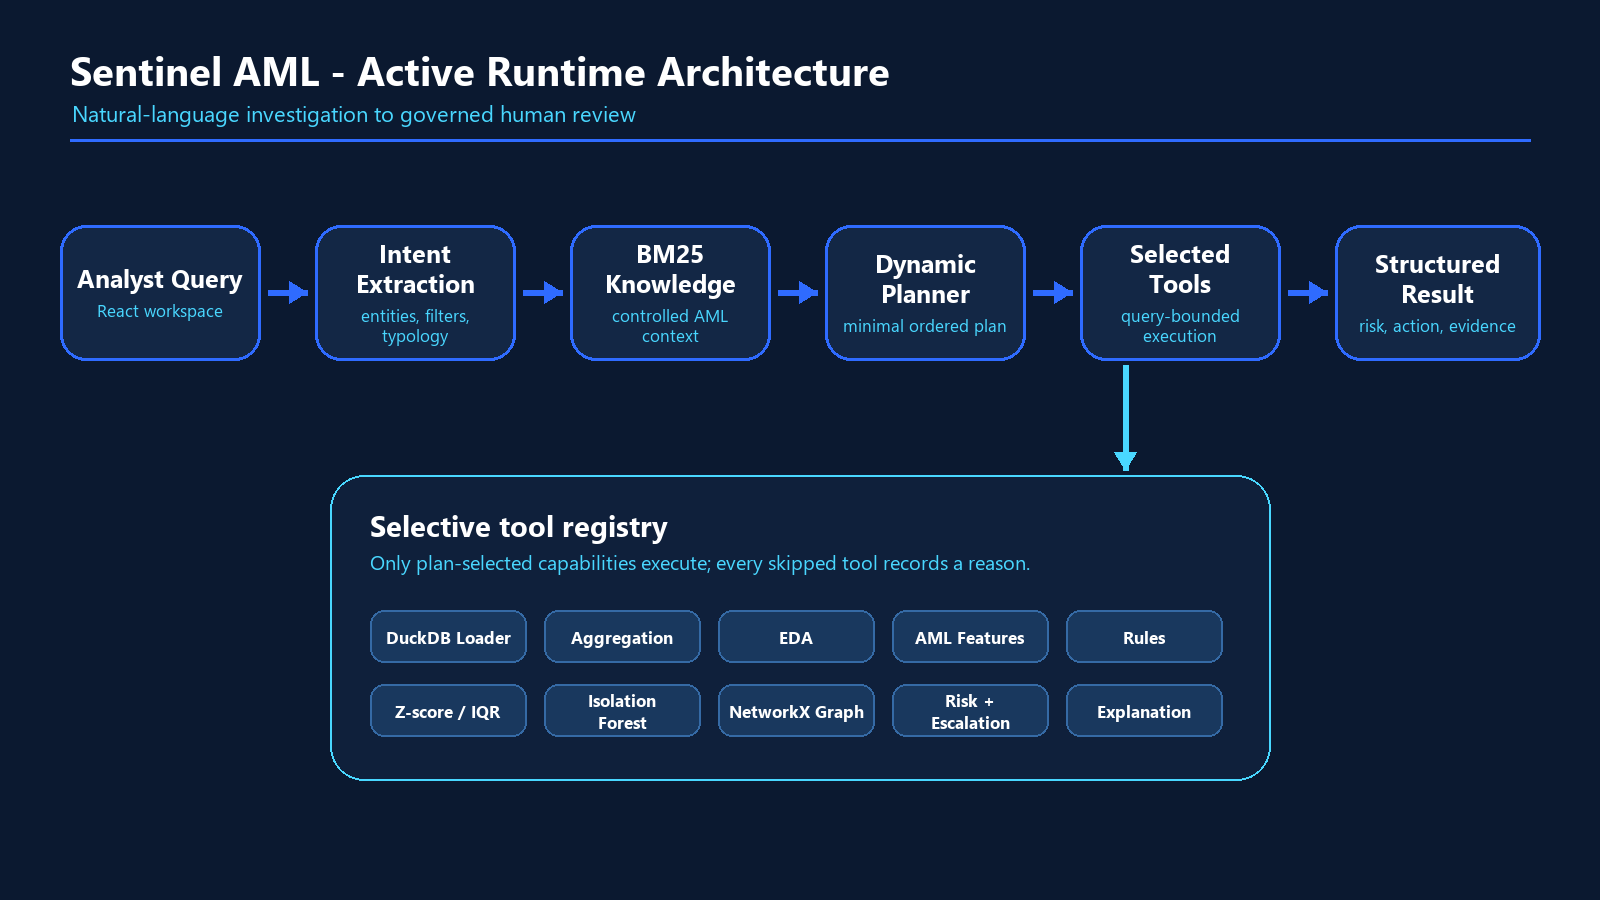 Sentinel AML - Active Runtime Architecture
Natural-language investigation to governed human review
Analyst Query
React workspace
Intent
Extraction
entities, filters,
typology
BM25
Knowledge
controlled AML
context
Dynamic
Planner
minimal ordered plan
Selected
Tools
query-bounded
execution
Structured
Result
risk, action, evidence
Selective tool registry
Only plan-selected capabilities execute; every skipped tool records a reason.
DuckDB Loader
Aggregation
EDA
AML Features
Rules
Z-score / IQR
Isolation
Forest
NetworkX Graph
Risk +
Escalation
Explanation